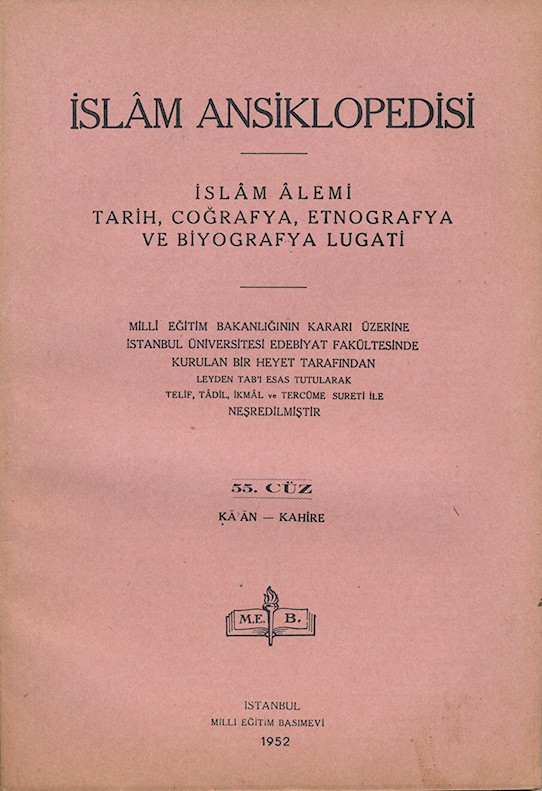 İSLÂM ANSİKLOPEDİSİ
İSLÂM ÂLEMİ
TARİH, COĞRAFYA, ETNOGRAFYA
VE BİYOGRAFYA LUGATİ
MİLLÎ EĞİTİM BAKANLIĞININ KARARI ÜZERİNE
İSTANBUL ÜNİVERSİTESİ EDEBİYAT FAKÜLTESİNDE
KURULAN BİR HEYET TARAFINDAN
LEYDEN TAB'I ESAS TUTULARAK
TELİF, TÂDİL, İKMÂL ve TERCÜME SURETİ İLE
NEŞREDİLMİŞTİR
55. CÜZ
ḲĀ'ĀN — KAHİRE
M.E. B.
İSTANBUL
MİLLÎ EĞİTİM BASIMEVİ
1952